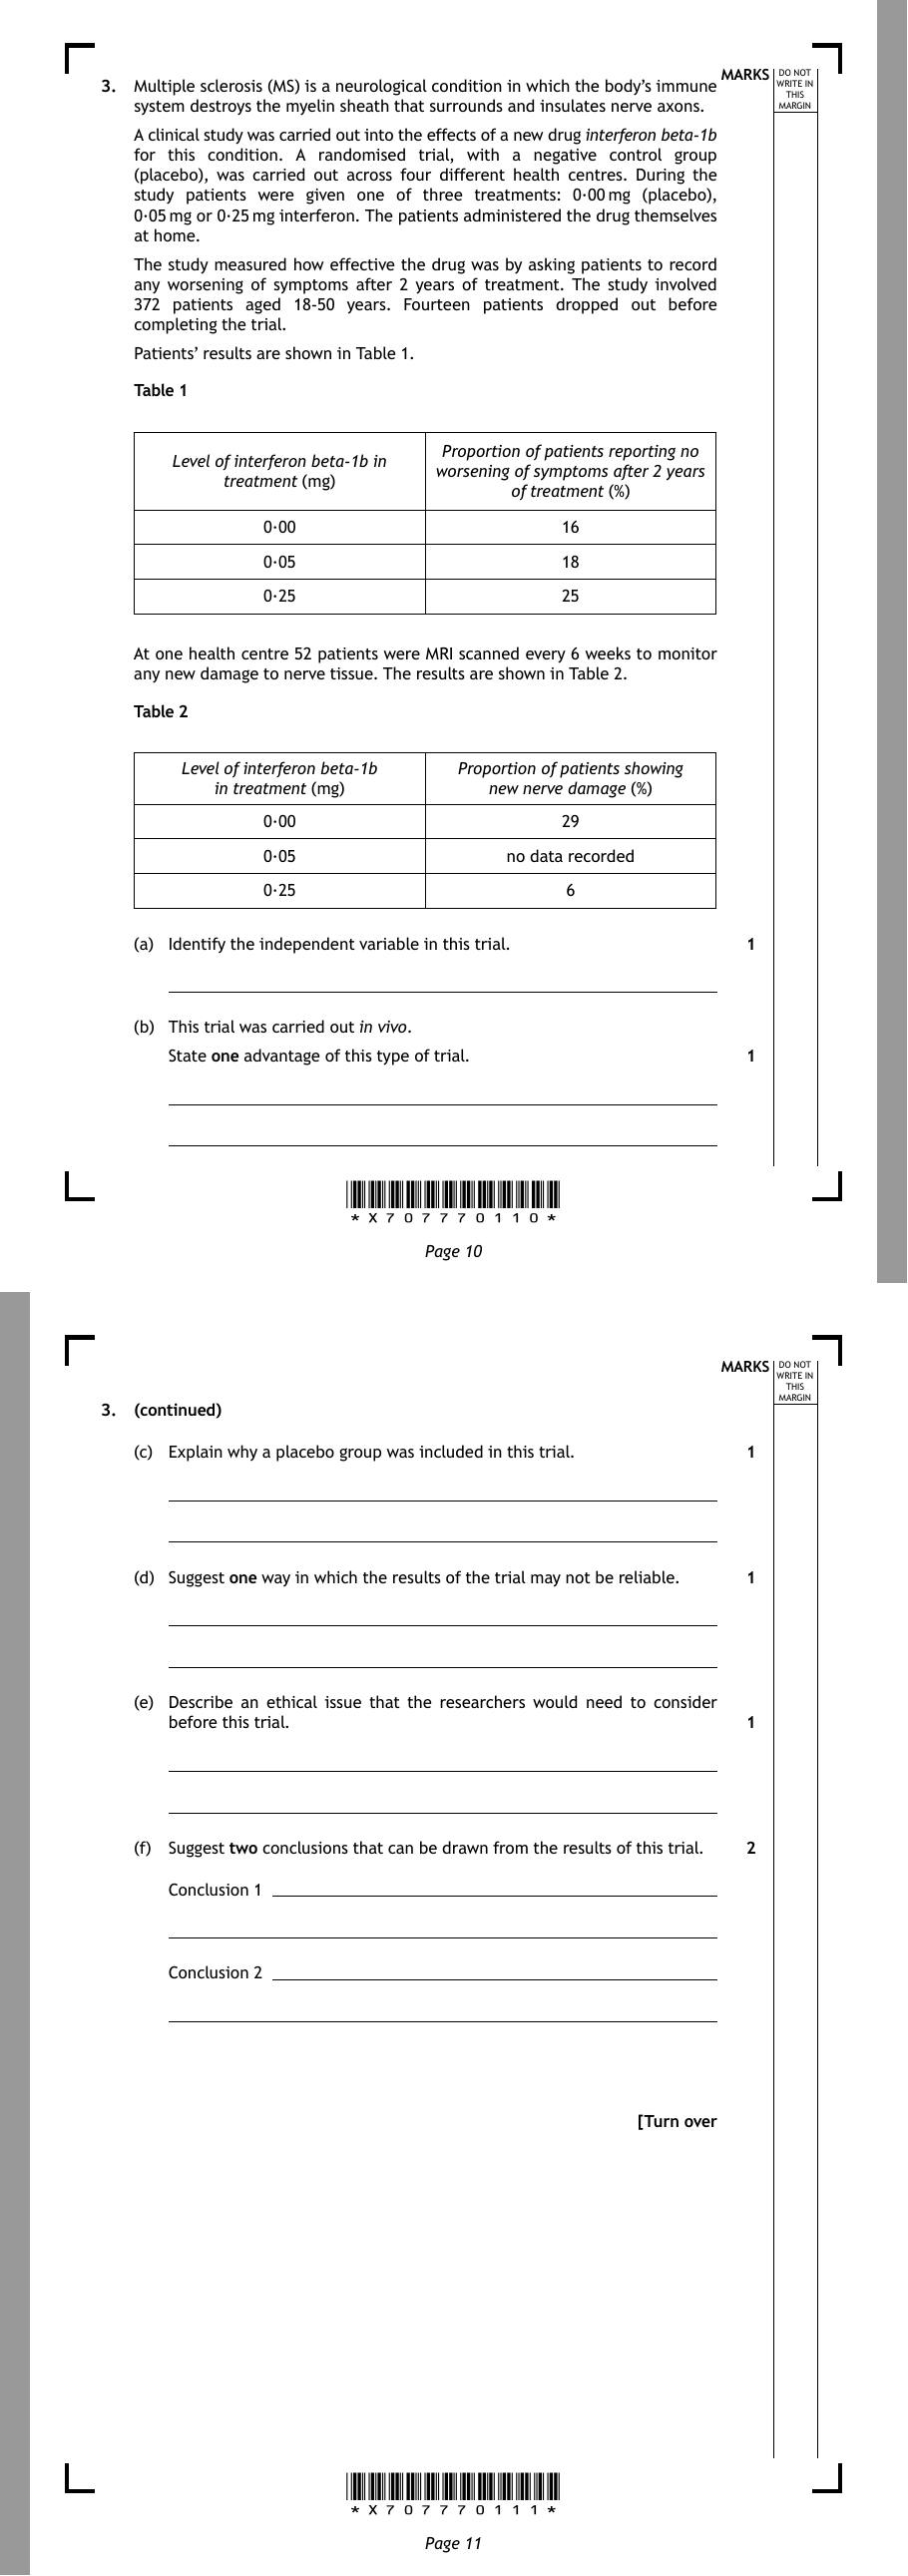 MARKS
DO NOT
WRITE IN
THIS
MARGIN
3. Multiple sclerosis (MS) is a neurological condition in which the body’s immune
system destroys the myelin sheath that surrounds and insulates nerve axons.
A clinical study was carried out into the effects of a new drug interferon beta-1b
for this condition. A randomised trial, with a negative control group
(placebo), was carried out across four different health centres. During the
study patients were given one of three treatments: 0·00 mg (placebo),
0·05 mg or 0·25 mg interferon. The patients administered the drug themselves
at home.
The study measured how effective the drug was by asking patients to record
any worsening of symptoms after 2 years of treatment. The study involved
372 patients aged 18-50 years. Fourteen patients dropped out before
completing the trial.
Patients’ results are shown in Table 1.
Table 1
Level of interferon beta-1b in
treatment (mg)
Proportion of patients reporting no
worsening of symptoms after 2 years
of treatment (%)
0·00 16
0·05 18
0·25 25
At one health centre 52 patients were MRI scanned every 6 weeks to monitor
any new damage to nerve tissue. The results are shown in Table 2.
Table 2
Level of interferon beta-1b
in treatment (mg)
Proportion of patients showing
new nerve damage (%)
0·00 29
0·05 no data recorded
0·25 6
(a) Identify the independent variable in this trial. 1
(b) This trial was carried out in vivo.
State one advantage of this type of trial. 1
* X 7 0 7 7 7 0 1 1 0 *
Page 10
MARKS
DO NOT
WRITE IN
THIS
MARGIN
3. (continued)
(c) Explain why a placebo group was included in this trial. 1
(d) Suggest one way in which the results of the trial may not be reliable. 1
(e) Describe an ethical issue that the researchers would need to consider
before this trial. 1
(f) Suggest two conclusions that can be drawn from the results of this trial. 2
Conclusion 1
Conclusion 2
[Turn over
* X 7 0 7 7 7 0 1 1 1 *
Page 11